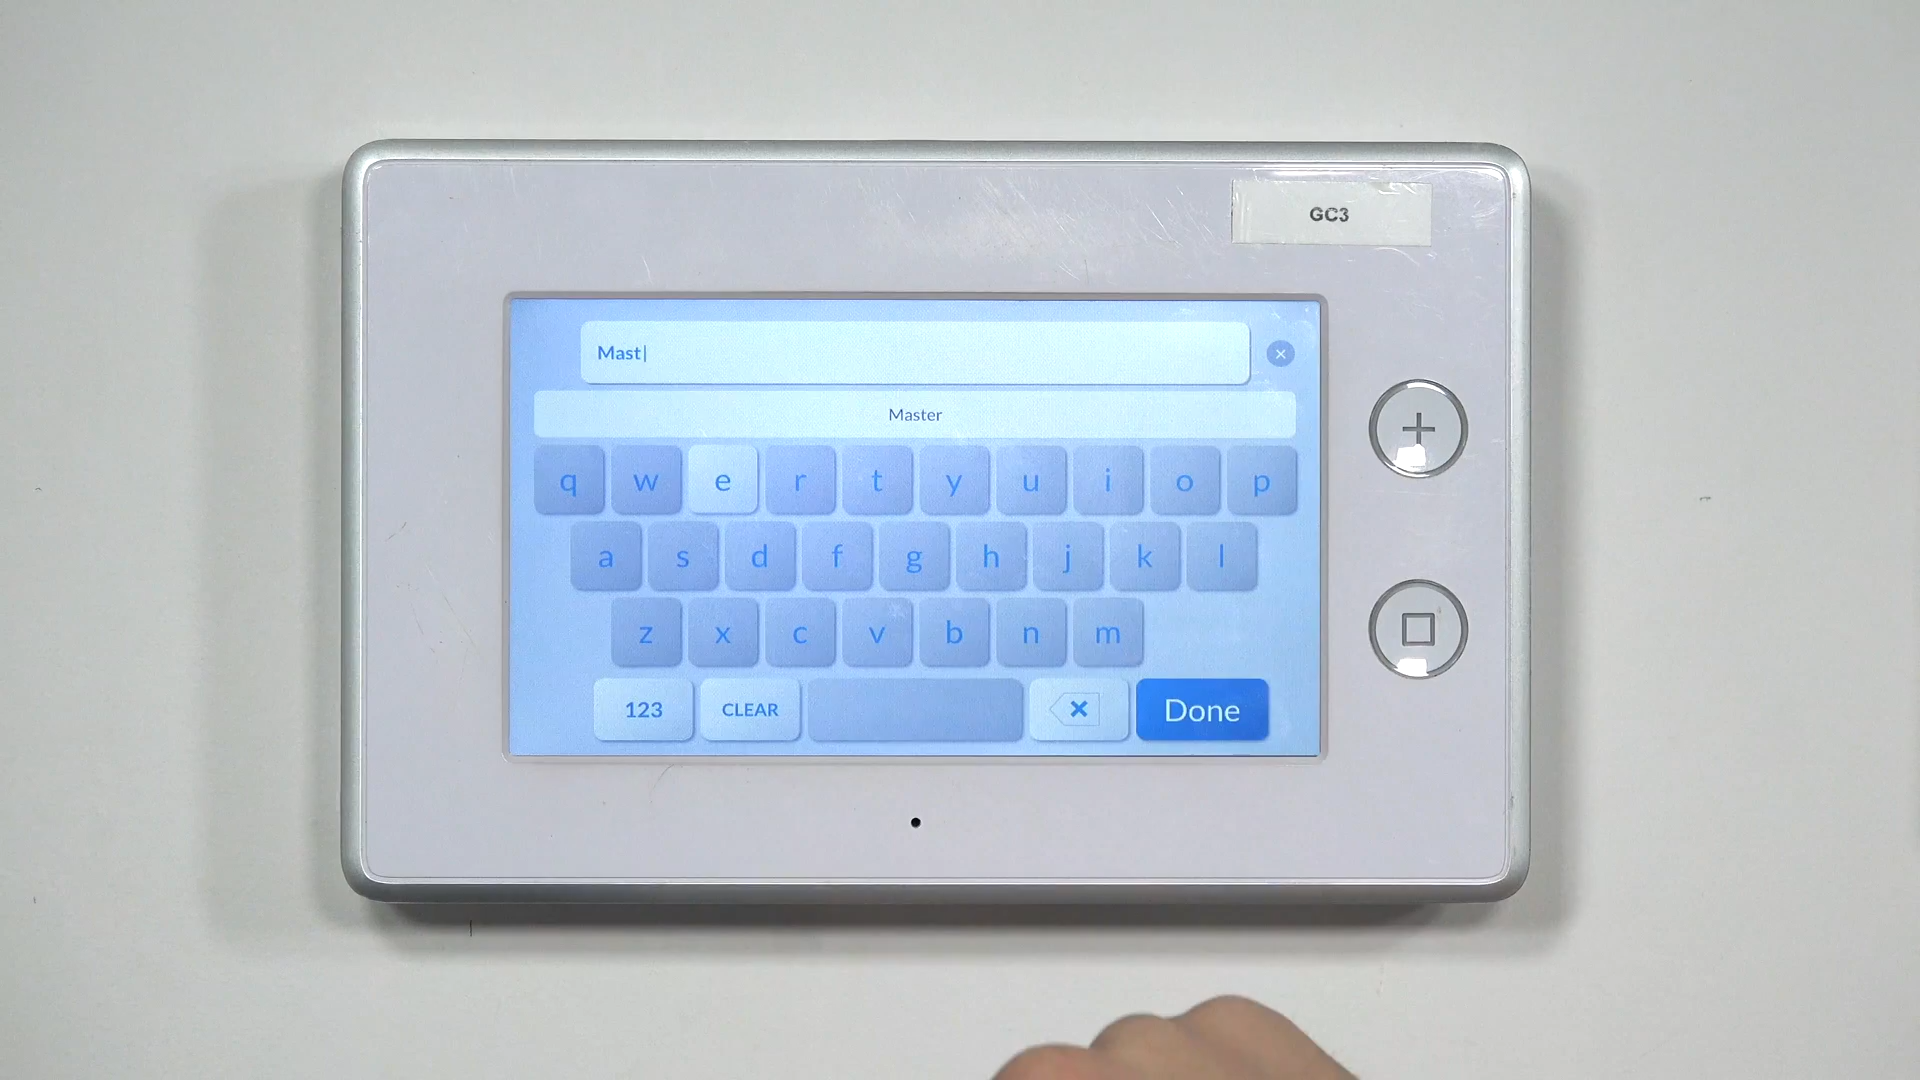 GC3
Mast
Master
q w e r t y u i o p
a s d f g h j k l
z x c v b n m
123 CLEAR Done